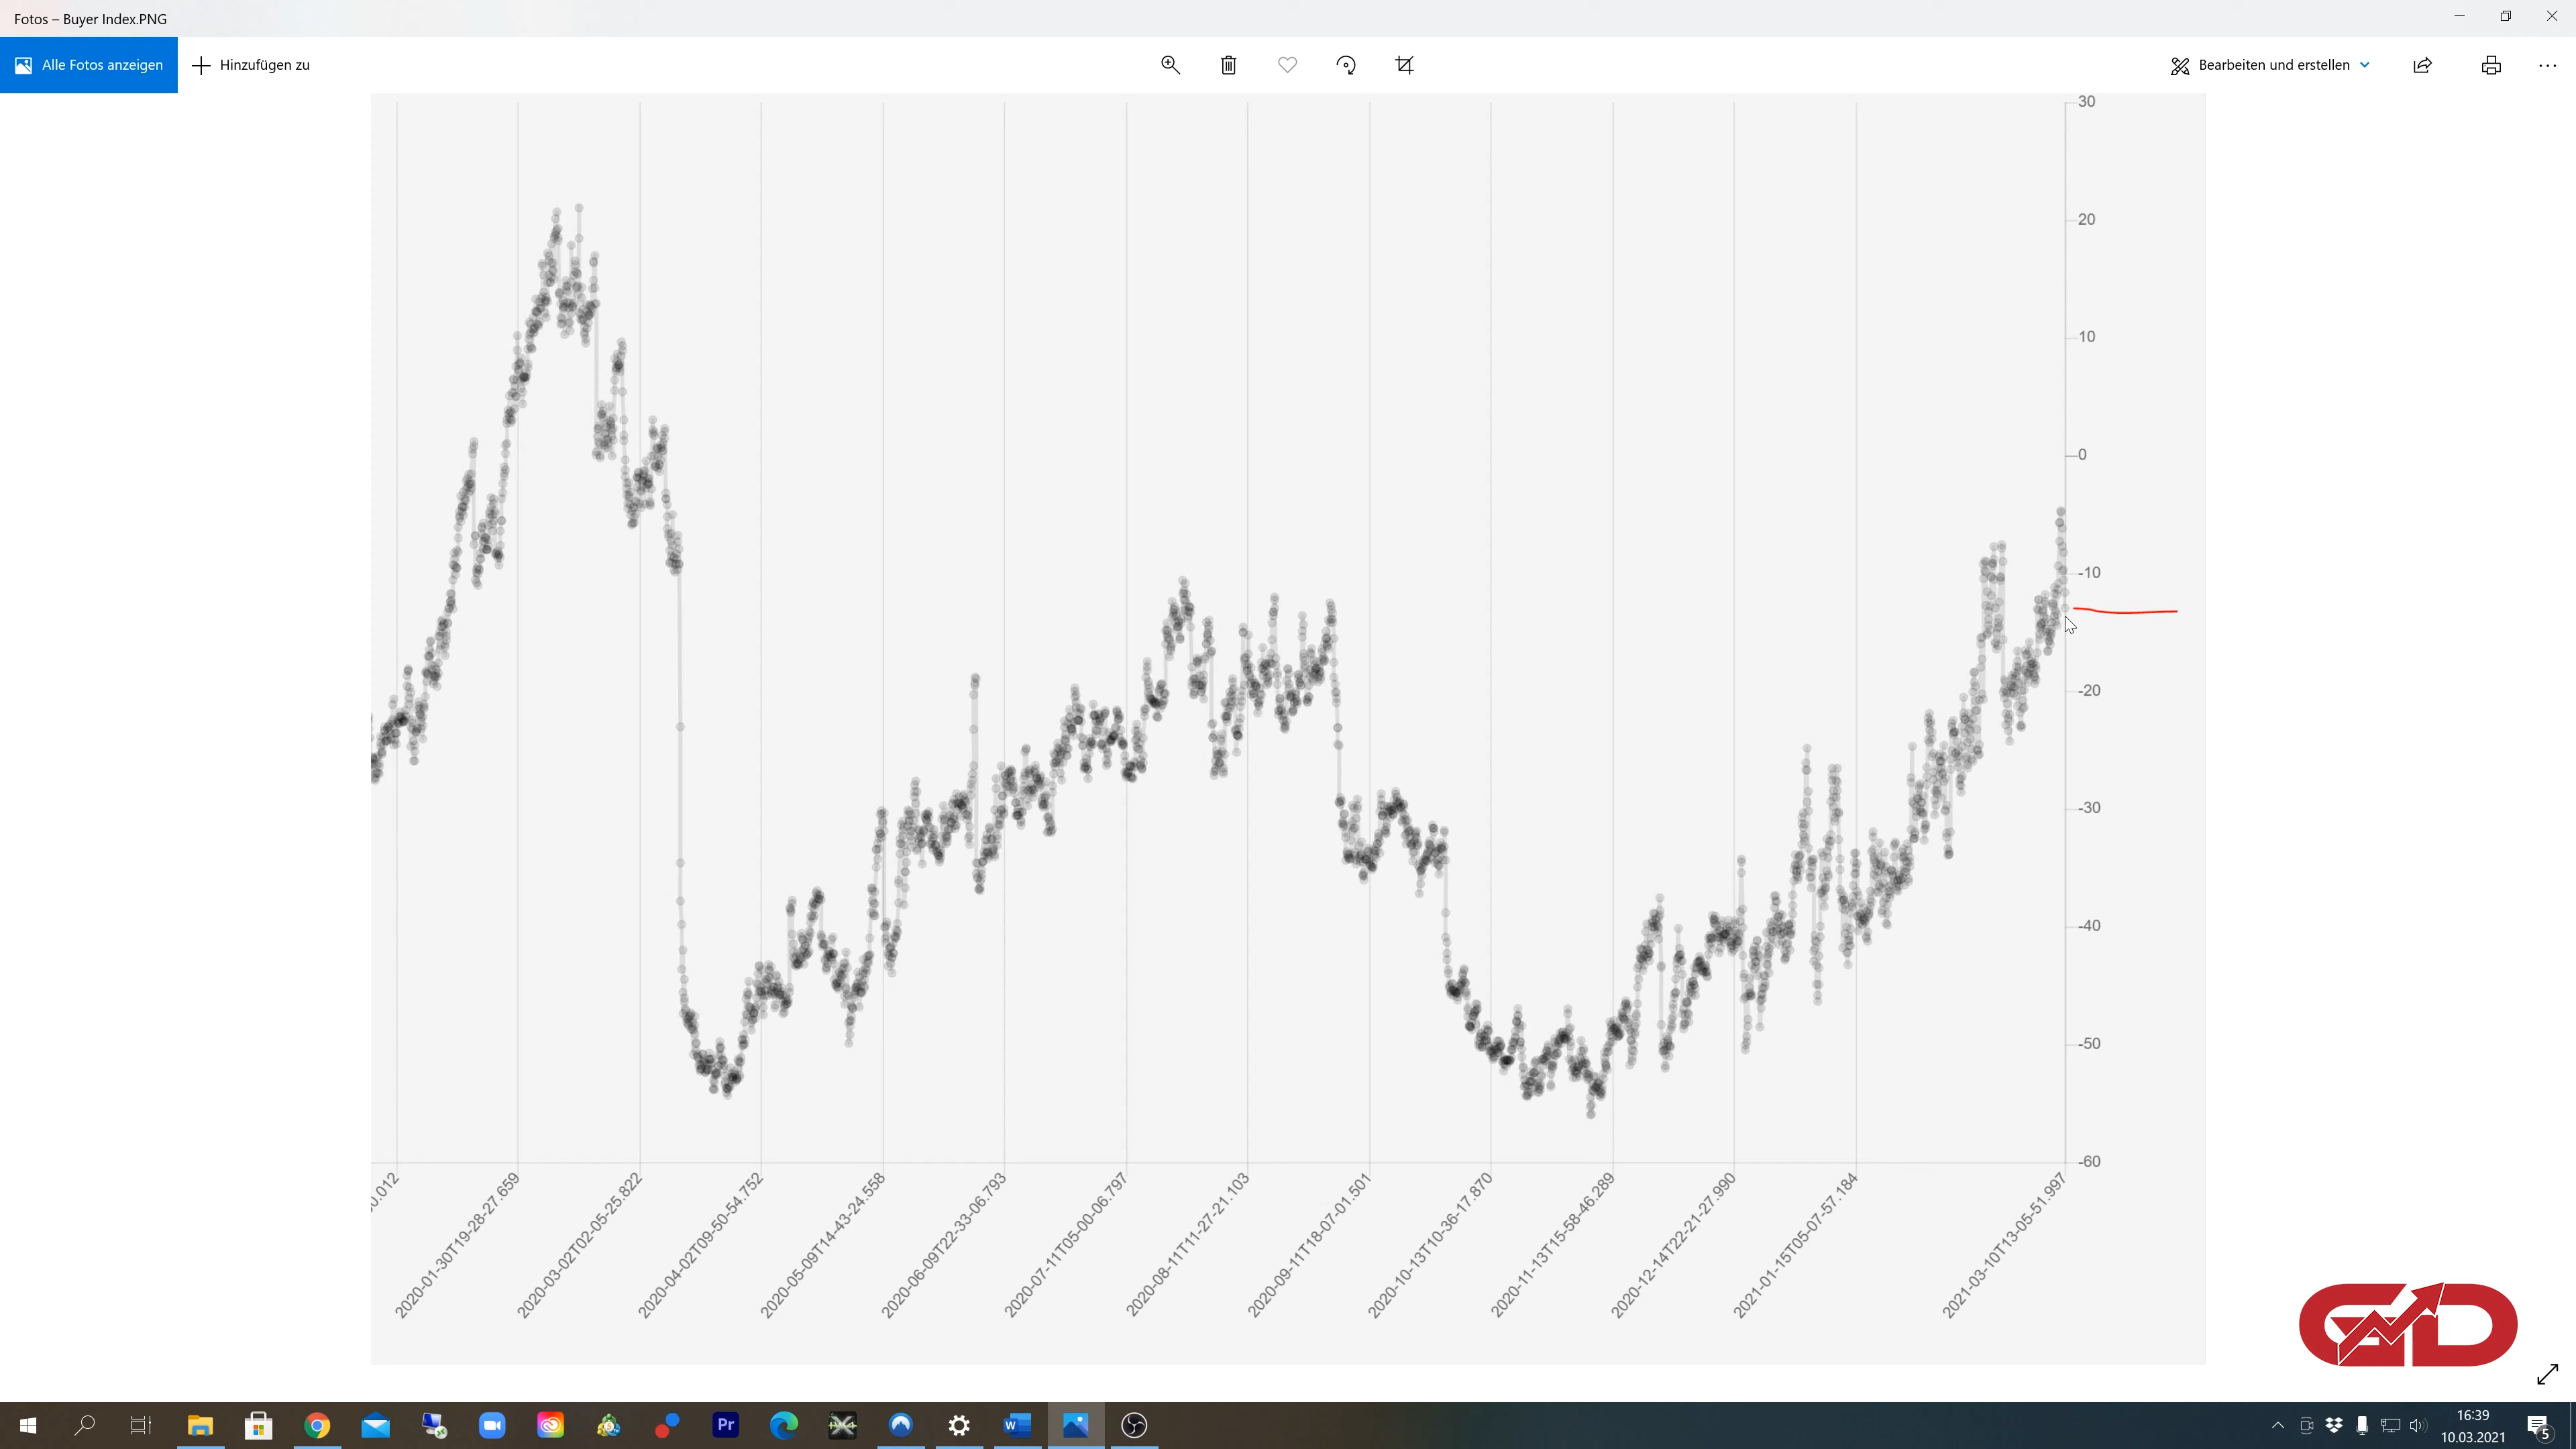 Fotos – Buyer Index.PNG
Alle Fotos anzeigen
Hinzufügen zu
Bearbeiten und erstellen
30
20
10
0
-10
-20
-30
-40
-50
-60
0.012
2020-01-30T19-28-27.659
2020-03-02T02-05-25.822
2020-04-02T09-50-54.752
2020-05-09T14-43-24.558
2020-06-09T22-33-06.793
2020-07-11T05-00-06.797
2020-08-11T11-27-21.103
2020-09-11T18-07-01.501
2020-10-13T10-36-17.870
2020-11-13T15-58-46.289
2020-12-14T22-21-27.990
2021-01-15T05-07-57.184
2021-03-10T13-05-51.997
GD
Pr
W
16:39
10.03.2021
5